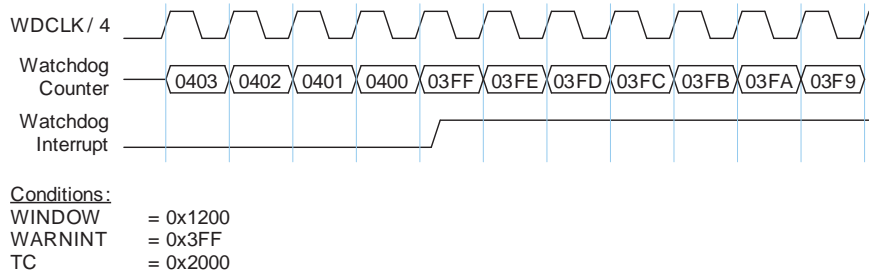 WDCLK / 4
Watchdog
Counter
0403 0402 0401 0400 03FF 03FE 03FD 03FC 03FB 03FA 03F9
Watchdog
Interrupt
Conditions:
WINDOW = 0x1200
WARNINT = 0x3FF
TC = 0x2000